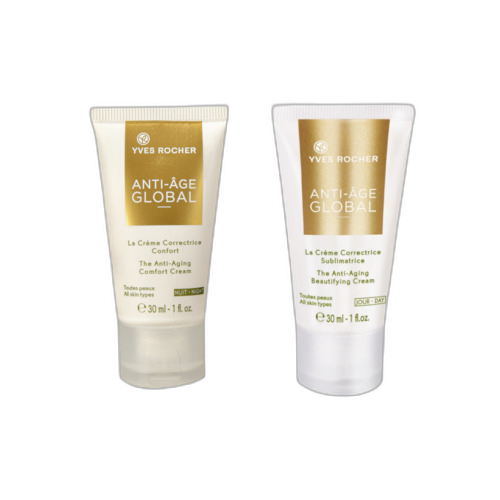 YVES ROCHER
ANTI-ÂGE
GLOBAL
La Crème Correctrice
Confort
The Anti-Aging
Comfort Cream
Toutes peaux
All skin types
NUIT - NIGHT
℮ 30 ml - 1 fl. oz.
YVES ROCHER
ANTI-ÂGE
GLOBAL
La Crème Correctrice
Sublimatrice
The Anti-Aging
Beautifying Cream
Toutes peaux
All skin types
JOUR - DAY
℮ 30 ml - 1 fl. oz.